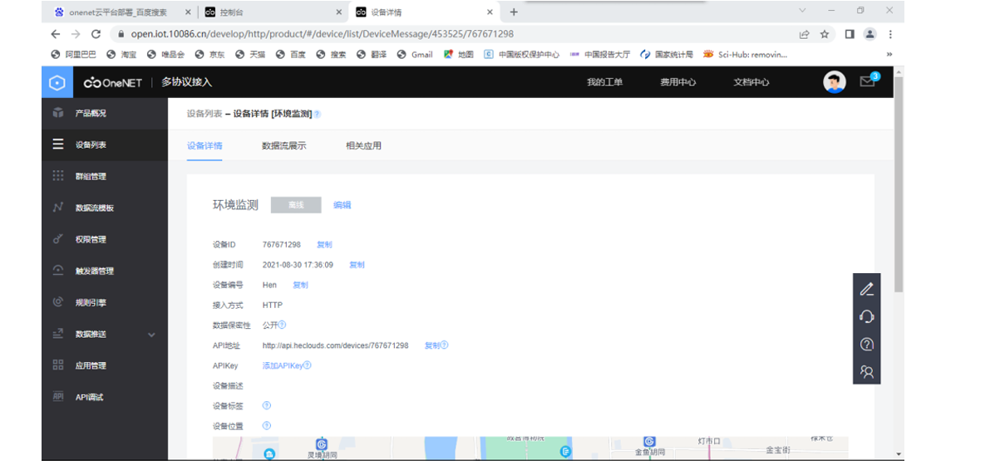 onenet云平台部署_百度搜索
控制台
设备详情
open.iot.10086.cn/develop/http/product/#/device/list/DeviceMessage/453525/767671298
阿里巴巴 淘宝 唯品会 京东 天猫 百度 搜索 翻译 Gmail 地图 中国版权保护中心 中国报告大厅 国家统计局 Sci-Hub: removin...
OneNET 多协议接入 我的工单 费用中心 文档中心 3
产品概况
设备列表 – 设备详情 [环境监测]
设备列表
设备详情 数据流展示 相关应用
群组管理
数据流模板
环境监测 离线 编辑
权限管理
设备ID 767671298 复制
创建时间 2021-08-30 17:36:09 复制
触发器管理
设备编号 Hen 复制
规则引擎
接入方式 HTTP
数据保密性 公开
数据推送
API地址 http://api.heclouds.com/devices/767671298 复制
应用管理
APIKey 添加APIKey
设备描述
API调试
设备标签
设备位置
灵境胡同
金鱼胡同
灯市口
金宝街